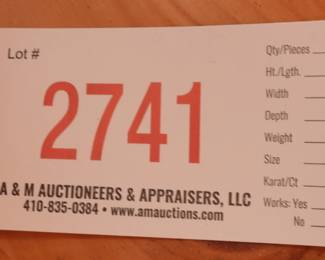 Lot #
2741
A & M AUCTIONEERS & APPRAISERS, LLC
410-835-0384 • www.amauctions.com
Qty/Pieces
Ht./Lgth.
Width
Depth
Weight
Size
Karat/Ct
Works: Yes
No